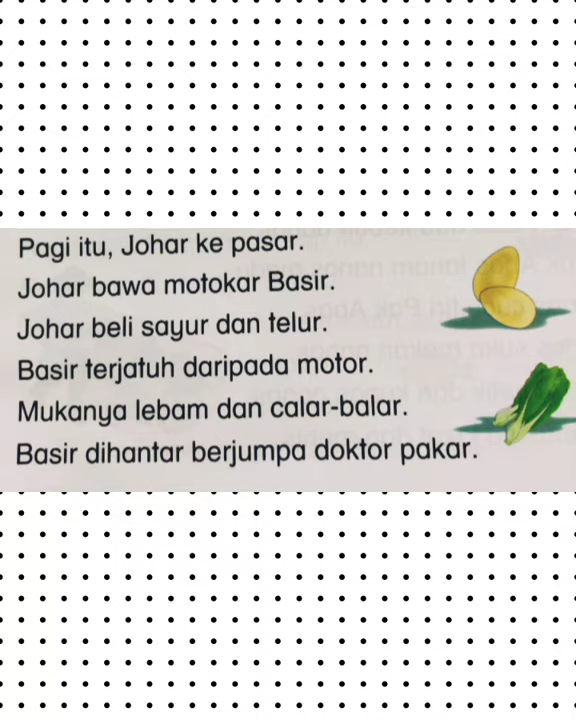 Pagi itu, Johar ke pasar.
Johar bawa motokar Basir.
Johar beli sayur dan telur.
Basir terjatuh daripada motor.
Mukanya lebam dan calar-balar.
Basir dihantar berjumpa doktor pakar.